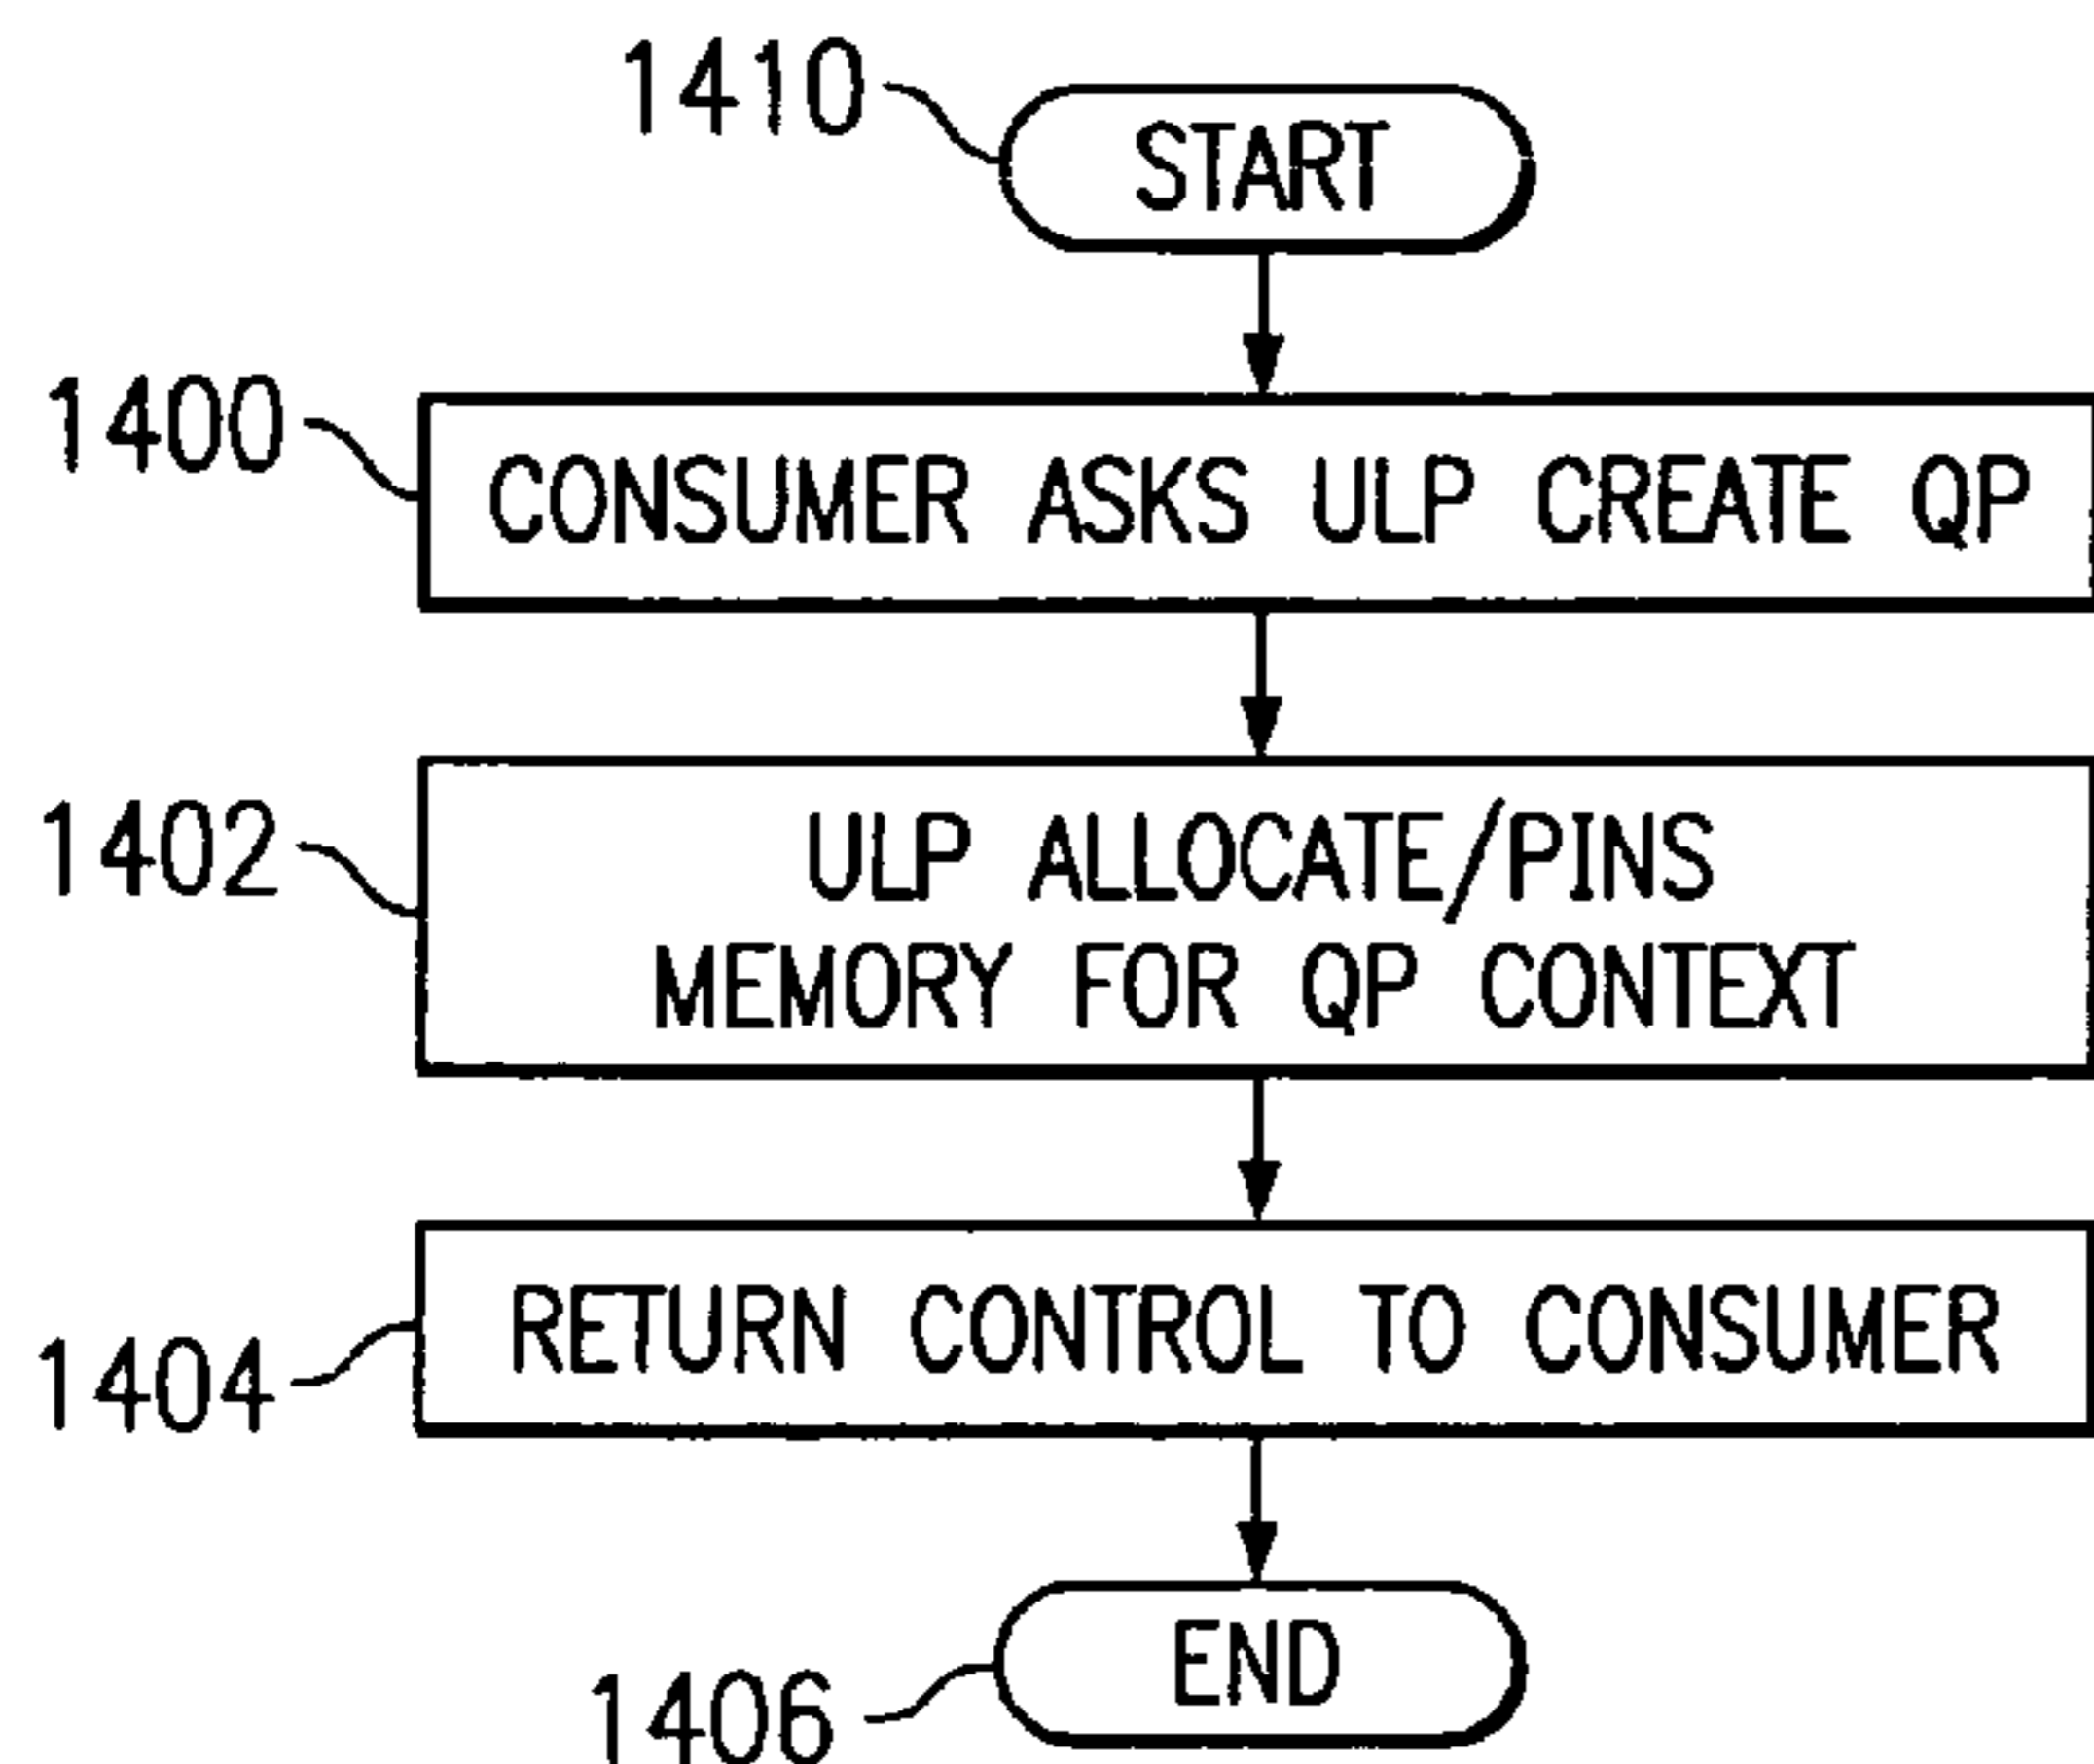 1410
START
1400
CONSUMER ASKS ULP CREATE QP
1402
ULP ALLOCATE/PINS
MEMORY FOR QP CONTEXT
1404
RETURN CONTROL TO CONSUMER
1406
END